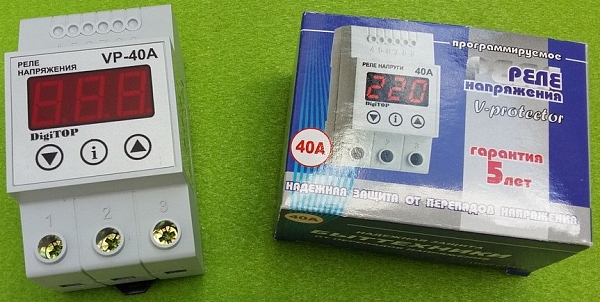 РЕЛЕ
НАПРЯЖЕНИЯ
VP-40A
DigiTOP
i
1 2 3
программируемое
РЕЛЕ
напряжения
V-protector
РЕЛЕ НАПРУГИ
40A
220
DigiTOP
i
40A
гарантия
5 лет
НАДЕЖНАЯ ЗАЩИТА ОТ ПЕРЕПАДОВ НАПРЯЖЕНИЯ
40A
БЫТТЕХНИКИ